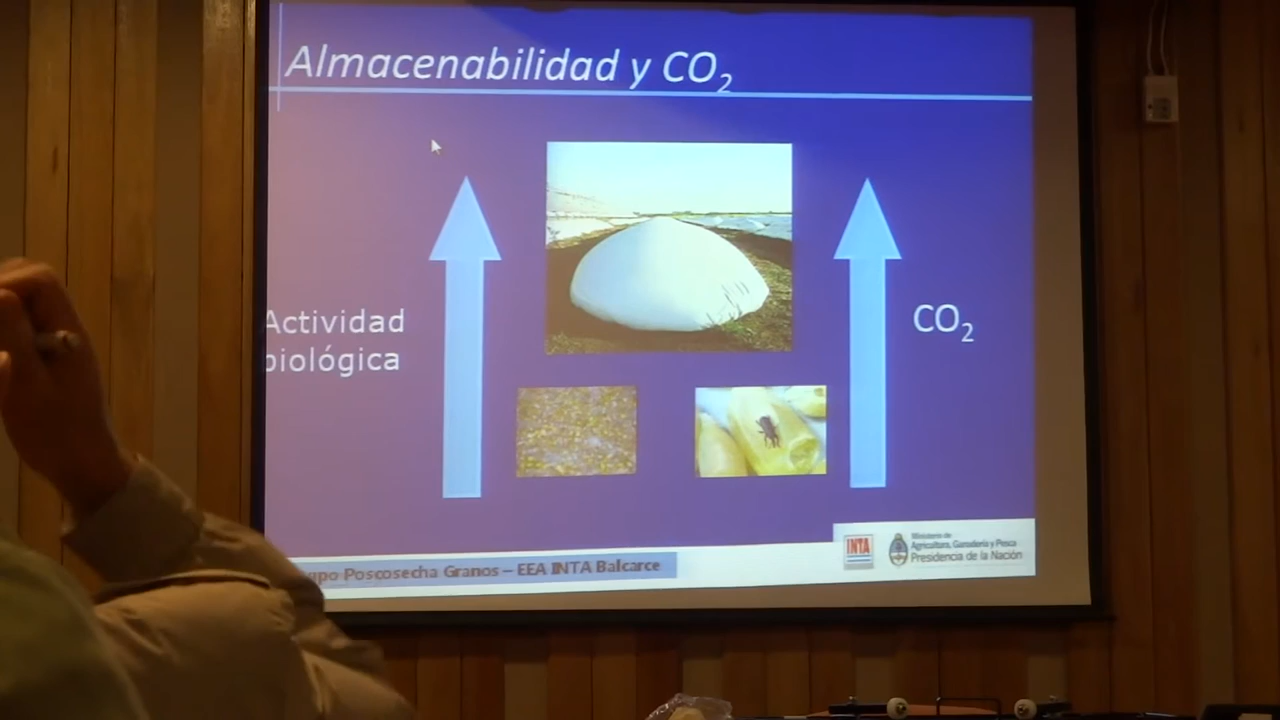 Almacenabilidad y CO₂
Actividad
biológica
CO₂
upo Poscosecha Granos – EEA INTA Balcarce
INTA
Ministerio de
Agricultura, Ganadería y Pesca
Presidencia de la Nación